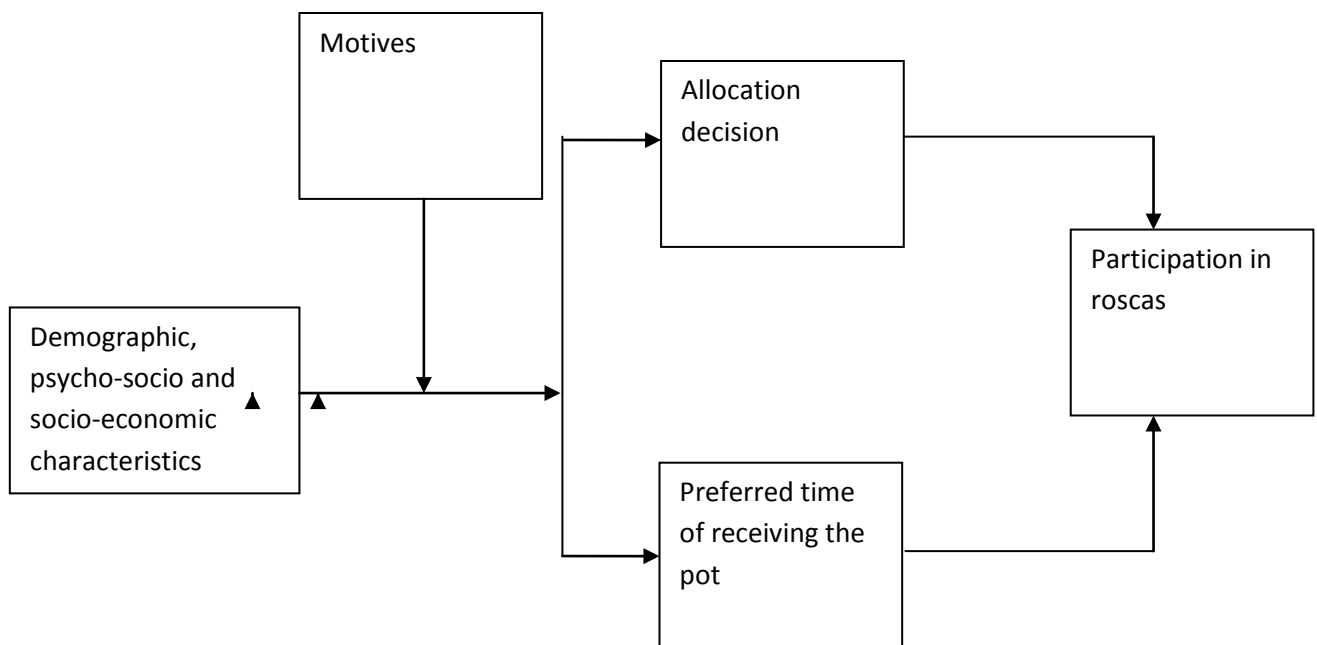 Motives
Allocation
decision
Participation in
roscas
Demographic,
psycho-socio and
socio-economic
characteristics
Preferred time
of receiving the
pot